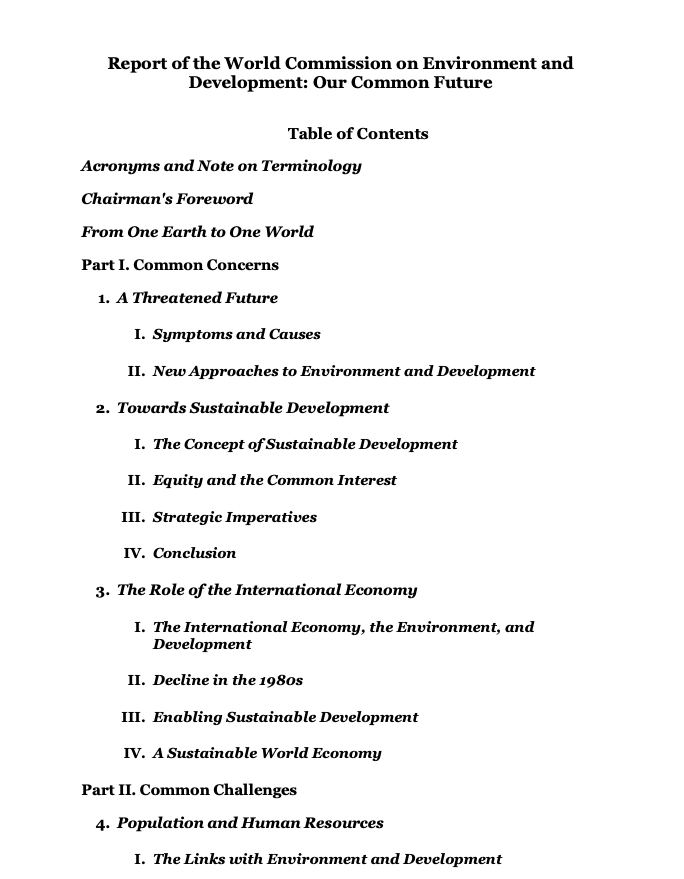 Report of the World Commission on Environment and
Development: Our Common Future
Table of Contents
Acronyms and Note on Terminology
Chairman's Foreword
From One Earth to One World
Part I. Common Concerns
1. A Threatened Future
I. Symptoms and Causes
II. New Approaches to Environment and Development
2. Towards Sustainable Development
I. The Concept of Sustainable Development
II. Equity and the Common Interest
III. Strategic Imperatives
IV. Conclusion
3. The Role of the International Economy
I. The International Economy, the Environment, and
Development
II. Decline in the 1980s
III. Enabling Sustainable Development
IV. A Sustainable World Economy
Part II. Common Challenges
4. Population and Human Resources
I. The Links with Environment and Development